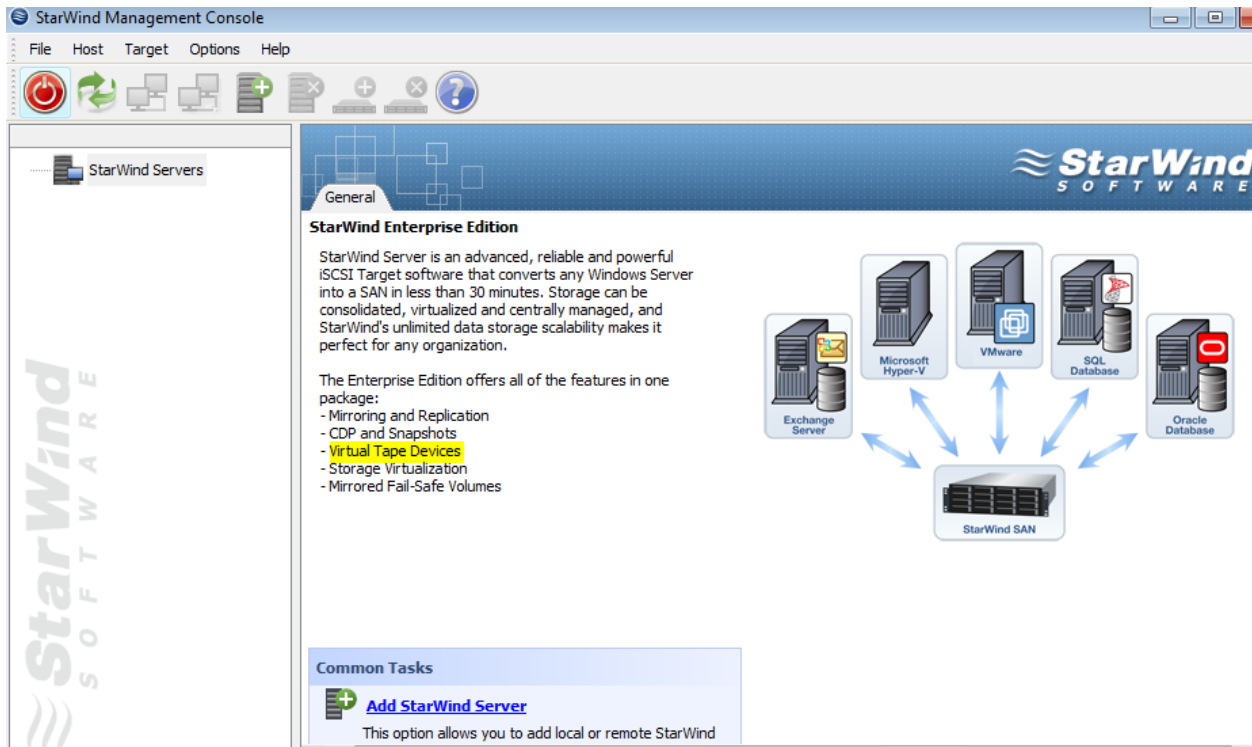 StarWind Management Console
File Host Target Options Help
StarWind Servers
StarWind
SOFTWARE
General
StarWind Enterprise Edition
StarWind Server is an advanced, reliable and powerful
iSCSI Target software that converts any Windows Server
into a SAN in less than 30 minutes. Storage can be
consolidated, virtualized and centrally managed, and
StarWind's unlimited data storage scalability makes it
perfect for any organization.
The Enterprise Edition offers all of the features in one
package:
- Mirroring and Replication
- CDP and Snapshots
- Virtual Tape Devices
- Storage Virtualization
- Mirrored Fail-Safe Volumes
Exchange
Server
Microsoft
Hyper-V
VMware
SQL
Database
Oracle
Database
StarWind SAN
StarWind
SOFTWARE
Common Tasks
Add StarWind Server
This option allows you to add local or remote StarWind